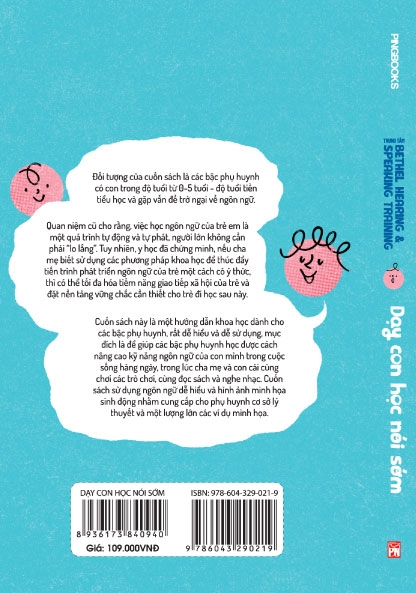 Đối tượng của cuốn sách là các bậc phụ huynh
có con trong độ tuổi từ 0-5 tuổi - độ tuổi tiền
tiểu học và gặp vấn đề trở ngại về ngôn ngữ.
Quan niệm cũ cho rằng, việc học ngôn ngữ của trẻ em là
một quá trình tự động và tự phát, người lớn không cần
phải "lo lắng". Tuy nhiên, y học đã chứng minh, nếu cha
mẹ biết sử dụng các phương pháp khoa học để thúc đẩy
tiến trình phát triển ngôn ngữ của trẻ một cách có ý thức,
thì có thể tối đa hóa tiềm năng giao tiếp xã hội của trẻ và
đặt nền tảng vững chắc cần thiết cho trẻ đi học sau này.
Cuốn sách này là một hướng dẫn khoa học dành cho
các bậc phụ huynh, rất dễ hiểu và dễ sử dụng, mục
đích là để giúp các bậc phụ huynh học được cách
nâng cao kỹ năng ngôn ngữ của con mình trong cuộc
sống hàng ngày, trong lúc cha mẹ và con cái cùng
chơi các trò chơi, cùng đọc sách và nghe nhạc. Cuốn
sách sử dụng ngôn ngữ dễ hiểu và hình ảnh minh họa
sinh động nhằm cung cấp cho phụ huynh cơ sở lý
thuyết và một lượng lớn các ví dụ minh họa.
DẠY CON HỌC NÓI SỚM
8 936173 840940
Giá: 109.000VNĐ
ISBN: 978-604-329-021-9
9 786043 290219
PINGBOOKS
TRUNG TÂM
BETHEL HEARING &
SPEAKING TRAINING
Dạy con học nói sớm
PN